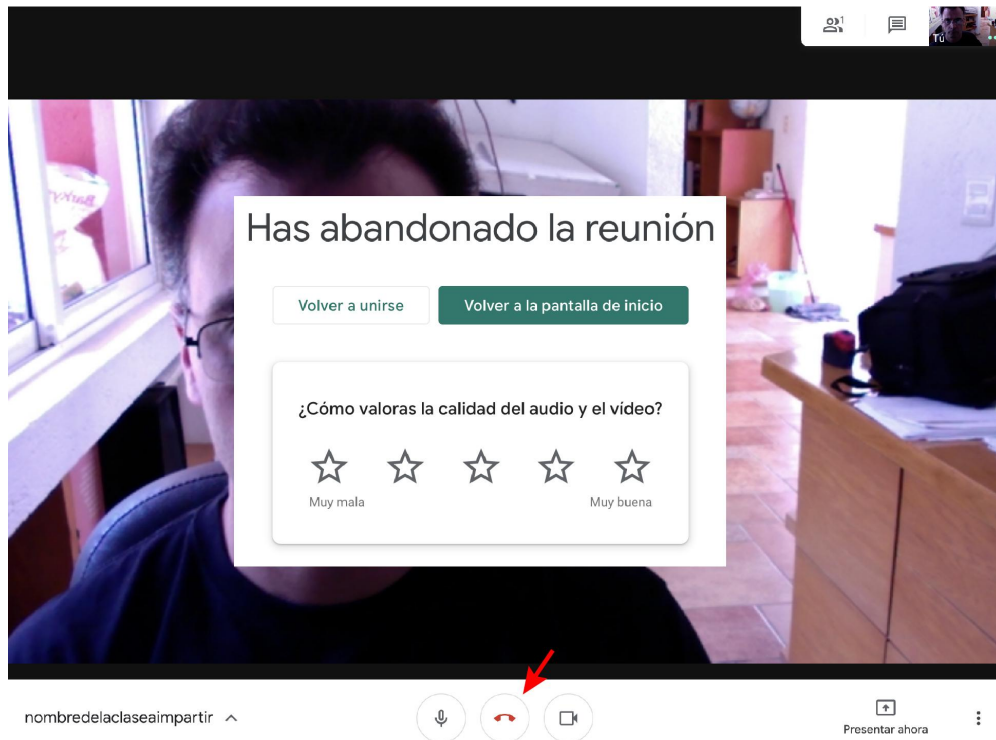 1
Tú
Has abandonado la reunión
Volver a unirse
Volver a la pantalla de inicio
¿Cómo valoras la calidad del audio y el vídeo?
Muy mala
Muy buena
nombredelaclaseaimpartir
Presentar ahora